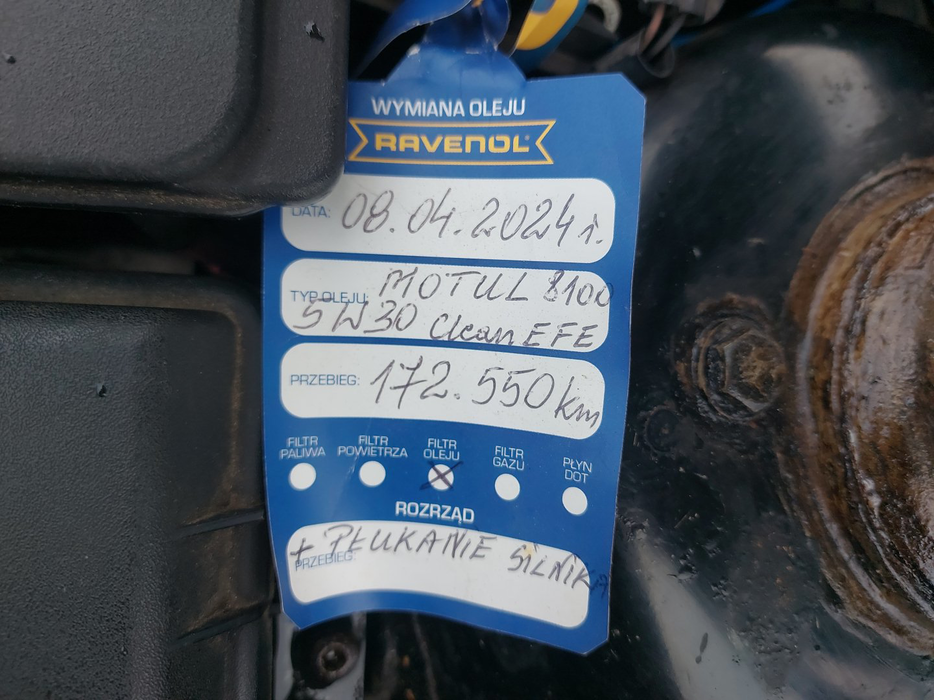 WYMIANA OLEJU
RAVENOL
DATA: 08.04.2024 r.
TYP OLEJU: MOTUL 8100
5W30 Clean EFE
PRZEBIEG: 172.550 km
FILTR PALIWA
FILTR POWIETRZA
FILTR OLEJU
FILTR GAZU
PŁYN DOT
X
ROZRZĄD
+ PŁUKANIE SILNIKA
PRZEBIEG: